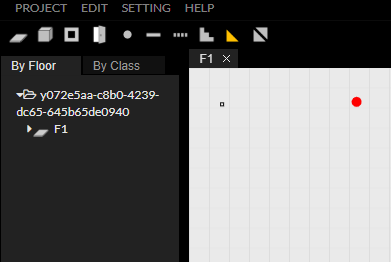 PROJECT EDIT SETTING HELP
By Floor By Class
F1 ×
y072e5aa-c8b0-4239-
dc65-645b65de0940
F1